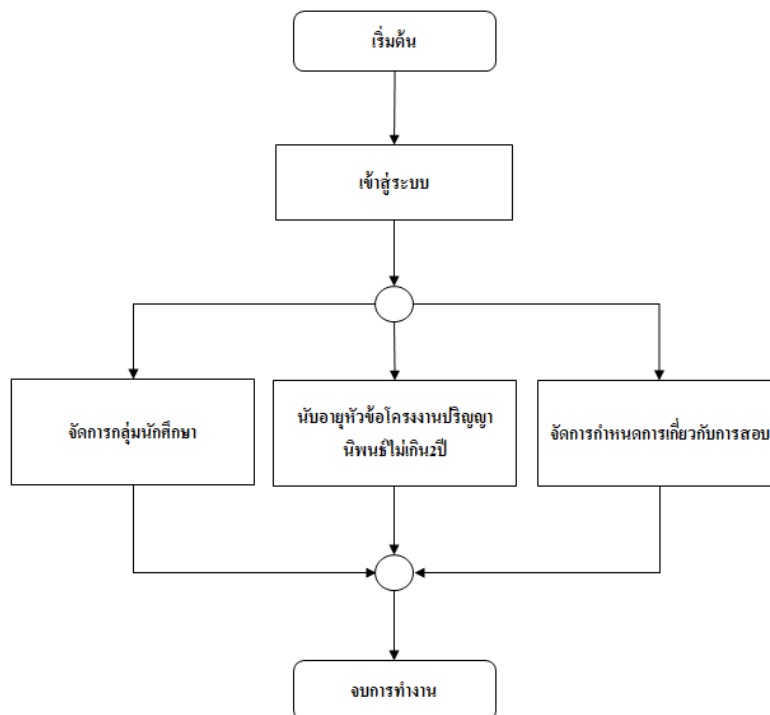 เริ่มต้น
เข้าสู่ระบบ
จัดการกลุ่มนักศึกษา
นับอายุหัวข้อโครงงานปริญญา
นิพนธ์ไม่เกิน2ปี
จัดการกำหนดการเกี่ยวกับการสอบ
จบการทำงาน